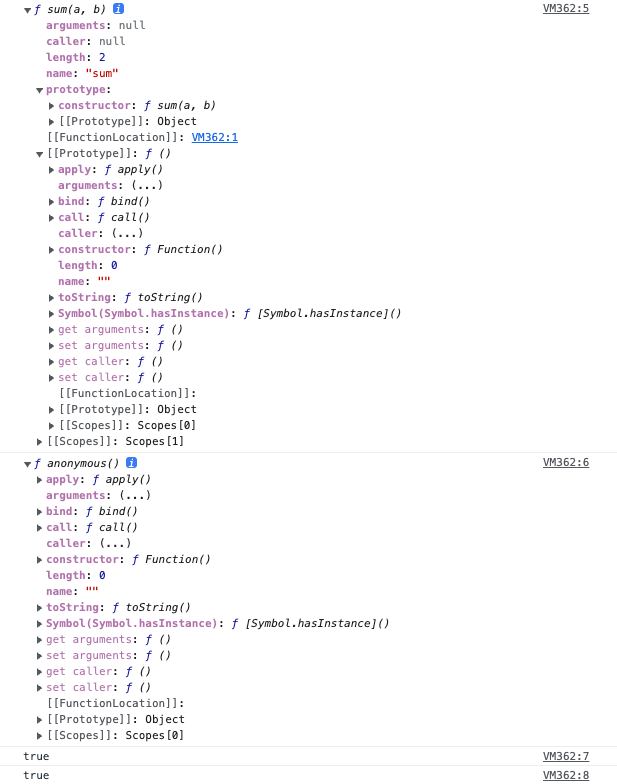 ▼ƒ sum(a, b) i VM362:5
arguments: null
caller: null
length: 2
name: "sum"
▼prototype:
▶constructor: ƒ sum(a, b)
▶[[Prototype]]: Object
[[FunctionLocation]]: VM362:1
▼[[Prototype]]: ƒ ()
▶apply: ƒ apply()
arguments: (...)
▶bind: ƒ bind()
▶call: ƒ call()
caller: (...)
▶constructor: ƒ Function()
length: 0
name: ""
▶toString: ƒ toString()
▶Symbol(Symbol.hasInstance): ƒ [Symbol.hasInstance]()
▶get arguments: ƒ ()
▶set arguments: ƒ ()
▶get caller: ƒ ()
▶set caller: ƒ ()
[[FunctionLocation]]:
▶[[Prototype]]: Object
▶[[Scopes]]: Scopes[0]
▶[[Scopes]]: Scopes[1]
▼ƒ anonymous() i VM362:6
▶apply: ƒ apply()
arguments: (...)
▶bind: ƒ bind()
▶call: ƒ call()
caller: (...)
▶constructor: ƒ Function()
length: 0
name: ""
▶toString: ƒ toString()
▶Symbol(Symbol.hasInstance): ƒ [Symbol.hasInstance]()
▶get arguments: ƒ ()
▶set arguments: ƒ ()
▶get caller: ƒ ()
▶set caller: ƒ ()
[[FunctionLocation]]:
▶[[Prototype]]: Object
▶[[Scopes]]: Scopes[0]
true VM362:7
true VM362:8